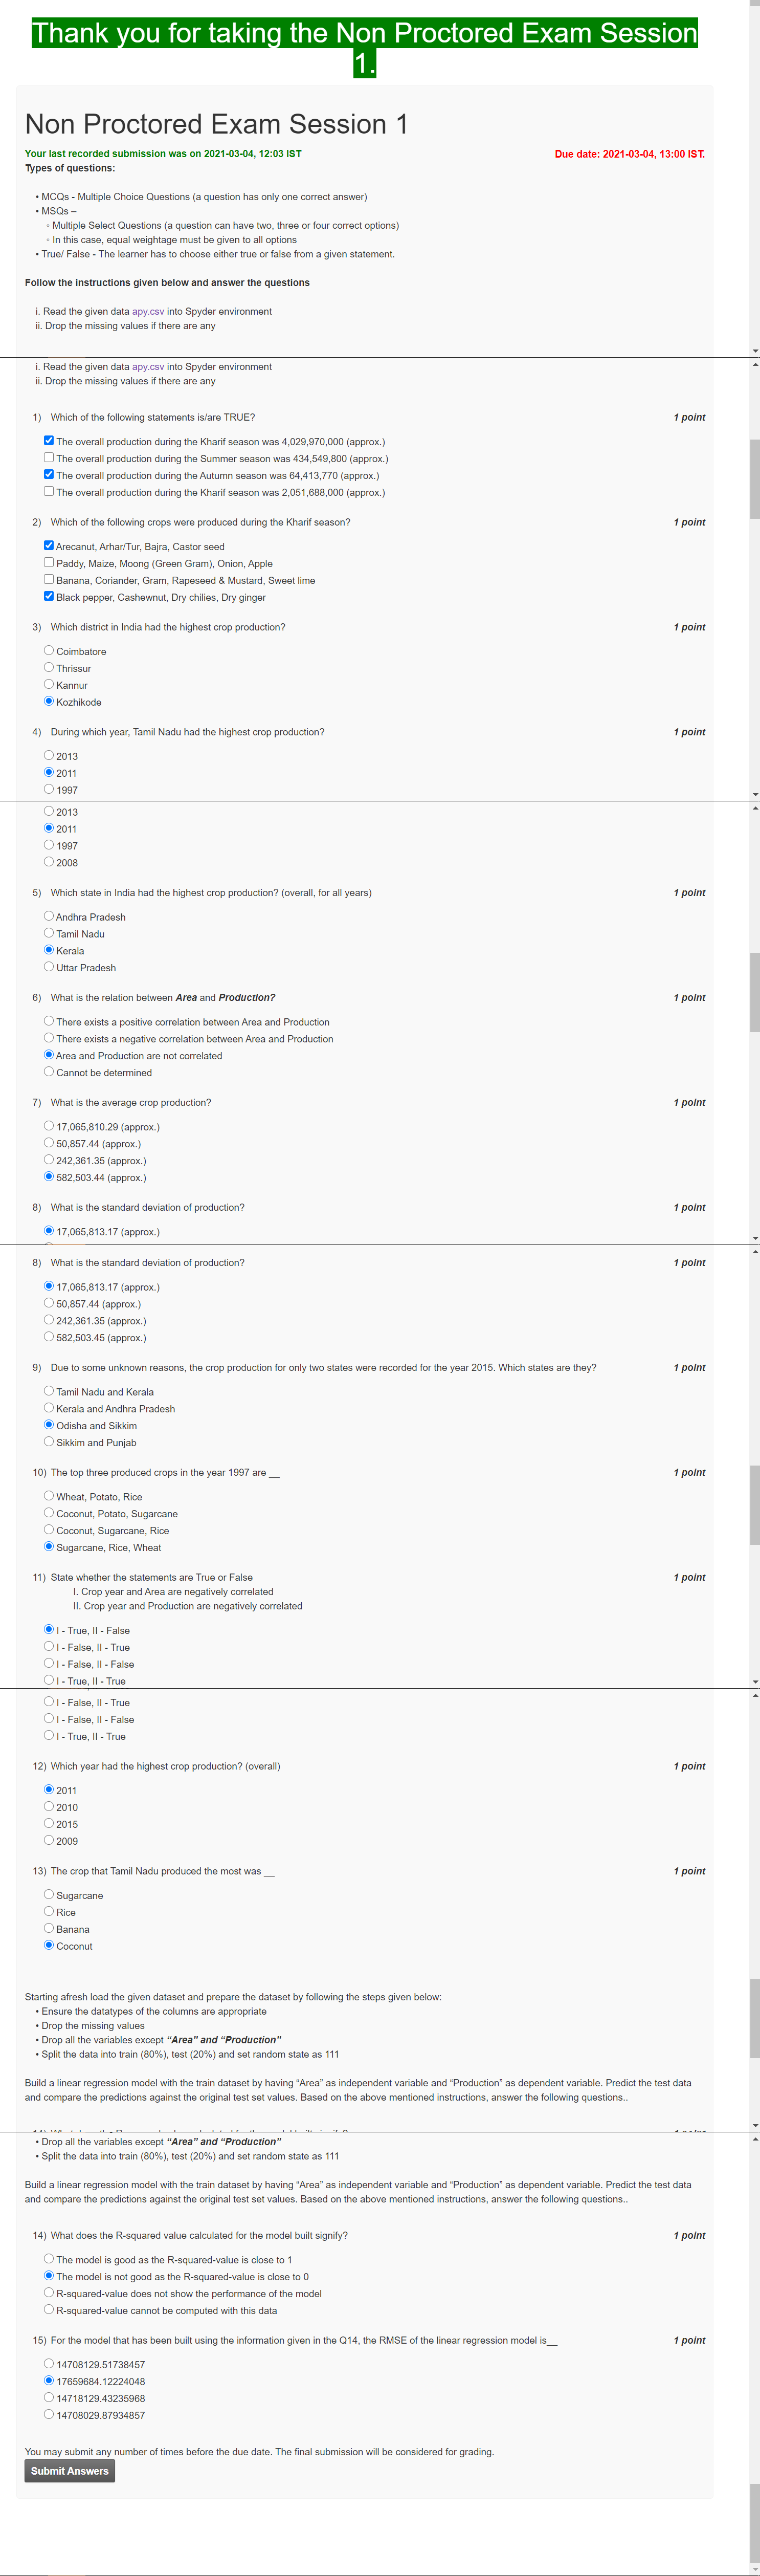 Thank you for taking the Non Proctored Exam Session
1.
Non Proctored Exam Session 1
Your last recorded submission was on 2021-03-04, 12:03 IST
Due date: 2021-03-04, 13:00 IST.
Types of questions:
• MCQs - Multiple Choice Questions (a question has only one correct answer)
• MSQs –
◦ Multiple Select Questions (a question can have two, three or four correct options)
◦ In this case, equal weightage must be given to all options
• True/ False - The learner has to choose either true or false from a given statement.
Follow the instructions given below and answer the questions
i. Read the given data apy.csv into Spyder environment
ii. Drop the missing values if there are any
i. Read the given data apy.csv into Spyder environment
ii. Drop the missing values if there are any
1) Which of the following statements is/are TRUE? 1 point
The overall production during the Kharif season was 4,029,970,000 (approx.)
The overall production during the Summer season was 434,549,800 (approx.)
The overall production during the Autumn season was 64,413,770 (approx.)
The overall production during the Kharif season was 2,051,688,000 (approx.)
2) Which of the following crops were produced during the Kharif season? 1 point
Arecanut, Arhar/Tur, Bajra, Castor seed
Paddy, Maize, Moong (Green Gram), Onion, Apple
Banana, Coriander, Gram, Rapeseed & Mustard, Sweet lime
Black pepper, Cashewnut, Dry chilies, Dry ginger
3) Which district in India had the highest crop production? 1 point
Coimbatore
Thrissur
Kannur
Kozhikode
4) During which year, Tamil Nadu had the highest crop production? 1 point
2013
2011
1997
2013
2011
1997
2008
5) Which state in India had the highest crop production? (overall, for all years) 1 point
Andhra Pradesh
Tamil Nadu
Kerala
Uttar Pradesh
6) What is the relation between Area and Production? 1 point
There exists a positive correlation between Area and Production
There exists a negative correlation between Area and Production
Area and Production are not correlated
Cannot be determined
7) What is the average crop production? 1 point
17,065,810.29 (approx.)
50,857.44 (approx.)
242,361.35 (approx.)
582,503.44 (approx.)
8) What is the standard deviation of production? 1 point
17,065,813.17 (approx.)
8) What is the standard deviation of production? 1 point
17,065,813.17 (approx.)
50,857.44 (approx.)
242,361.35 (approx.)
582,503.45 (approx.)
9) Due to some unknown reasons, the crop production for only two states were recorded for the year 2015. Which states are they? 1 point
Tamil Nadu and Kerala
Kerala and Andhra Pradesh
Odisha and Sikkim
Sikkim and Punjab
10) The top three produced crops in the year 1997 are __ 1 point
Wheat, Potato, Rice
Coconut, Potato, Sugarcane
Coconut, Sugarcane, Rice
Sugarcane, Rice, Wheat
11) State whether the statements are True or False 1 point
I. Crop year and Area are negatively correlated
II. Crop year and Production are negatively correlated
I - True, II - False
I - False, II - True
I - False, II - False
I - True, II - True
I - False, II - True
I - False, II - False
I - True, II - True
12) Which year had the highest crop production? (overall) 1 point
2011
2010
2015
2009
13) The crop that Tamil Nadu produced the most was __ 1 point
Sugarcane
Rice
Banana
Coconut
Starting afresh load the given dataset and prepare the dataset by following the steps given below:
• Ensure the datatypes of the columns are appropriate
• Drop the missing values
• Drop all the variables except “Area” and “Production”
• Split the data into train (80%), test (20%) and set random state as 111
Build a linear regression model with the train dataset by having “Area” as independent variable and “Production” as dependent variable. Predict the test data
and compare the predictions against the original test set values. Based on the above mentioned instructions, answer the following questions..
• Drop all the variables except “Area” and “Production”
• Split the data into train (80%), test (20%) and set random state as 111
Build a linear regression model with the train dataset by having “Area” as independent variable and “Production” as dependent variable. Predict the test data
and compare the predictions against the original test set values. Based on the above mentioned instructions, answer the following questions..
14) What does the R-squared value calculated for the model built signify? 1 point
The model is good as the R-squared-value is close to 1
The model is not good as the R-squared-value is close to 0
R-squared-value does not show the performance of the model
R-squared-value cannot be computed with this data
15) For the model that has been built using the information given in the Q14, the RMSE of the linear regression model is__ 1 point
14708129.51738457
17659684.12224048
14718129.43235968
14708029.87934857
You may submit any number of times before the due date. The final submission will be considered for grading.
Submit Answers